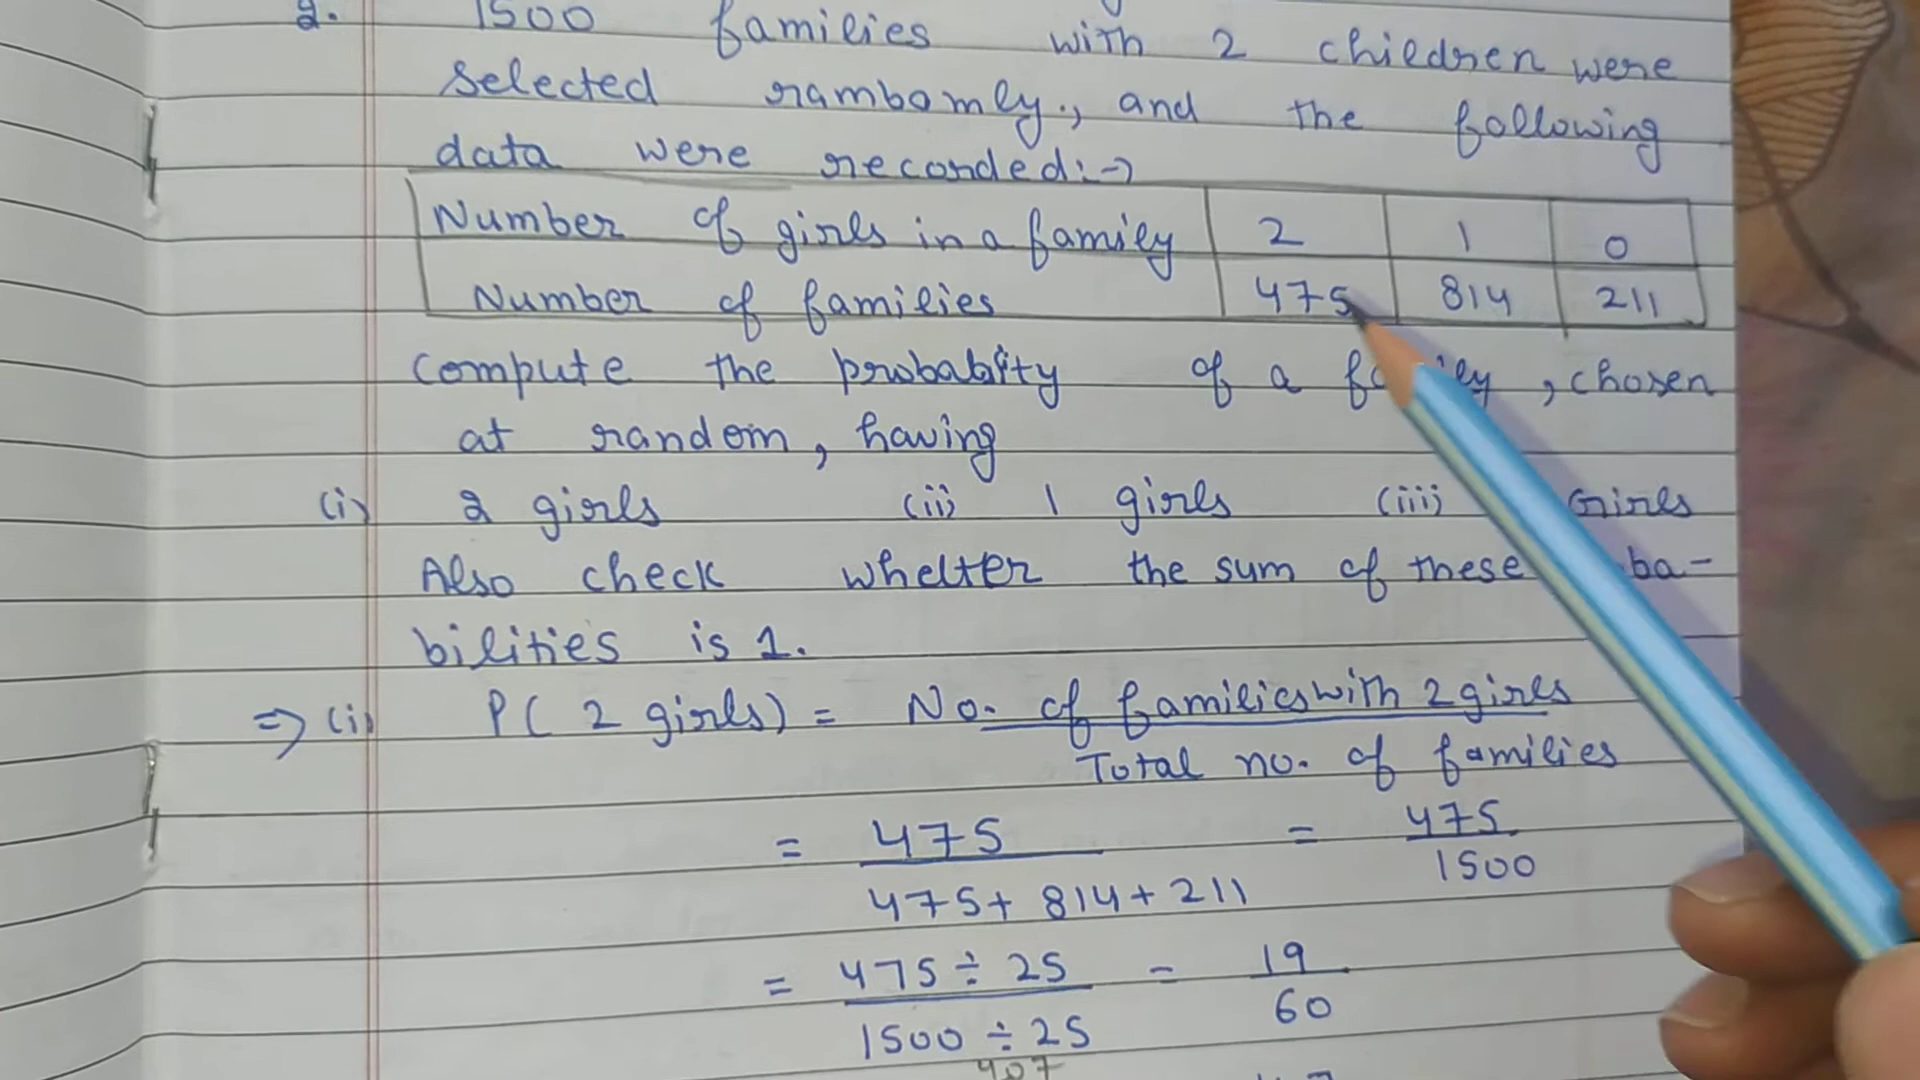 2. 1500 families with 2 children were
selected rambomly., and the following
data were recorded:→
Number of girls in a family 2 1 0
Number of families 475 814 211
compute the probability of a family, chosen
at random, having
(i) 2 girls (ii) 1 girls (iii) Girls
Also check whelter the sum of these ba-
bilities is 1.
⇒ (i) P( 2 girls) = No. of families with 2 girls
Total no. of families
= 475 = 475
475+ 814+ 211 1500
= 475 ÷ 25 = 19
1500 ÷ 25 60
407